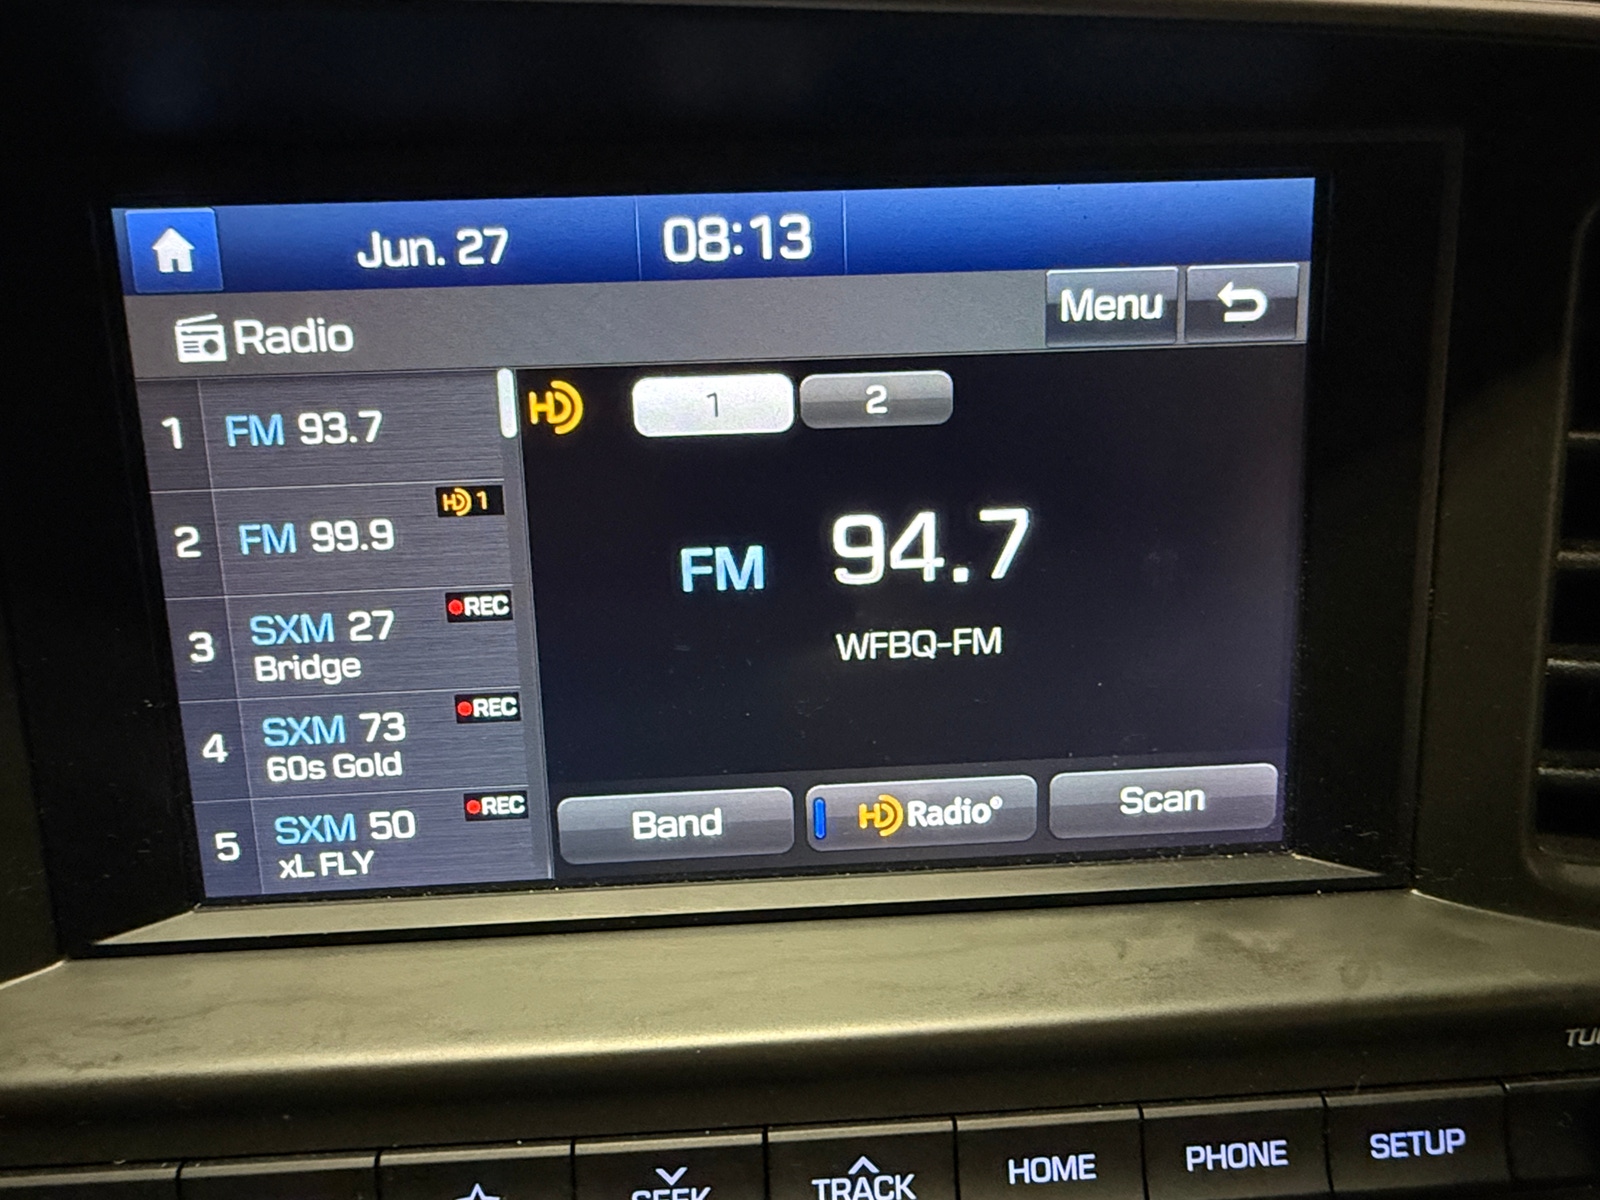 Jun. 27
08:13
Radio
Menu
1 FM 93.7
2 FM 99.9
HD 1
3 SXM 27
REC
Bridge
4 SXM 73
REC
60s Gold
5 SXM 50
REC
xL FLY
HD
1
2
FM 94.7
WFBQ-FM
Band
HD Radio®
Scan
SEEK
TRACK
HOME
PHONE
SETUP